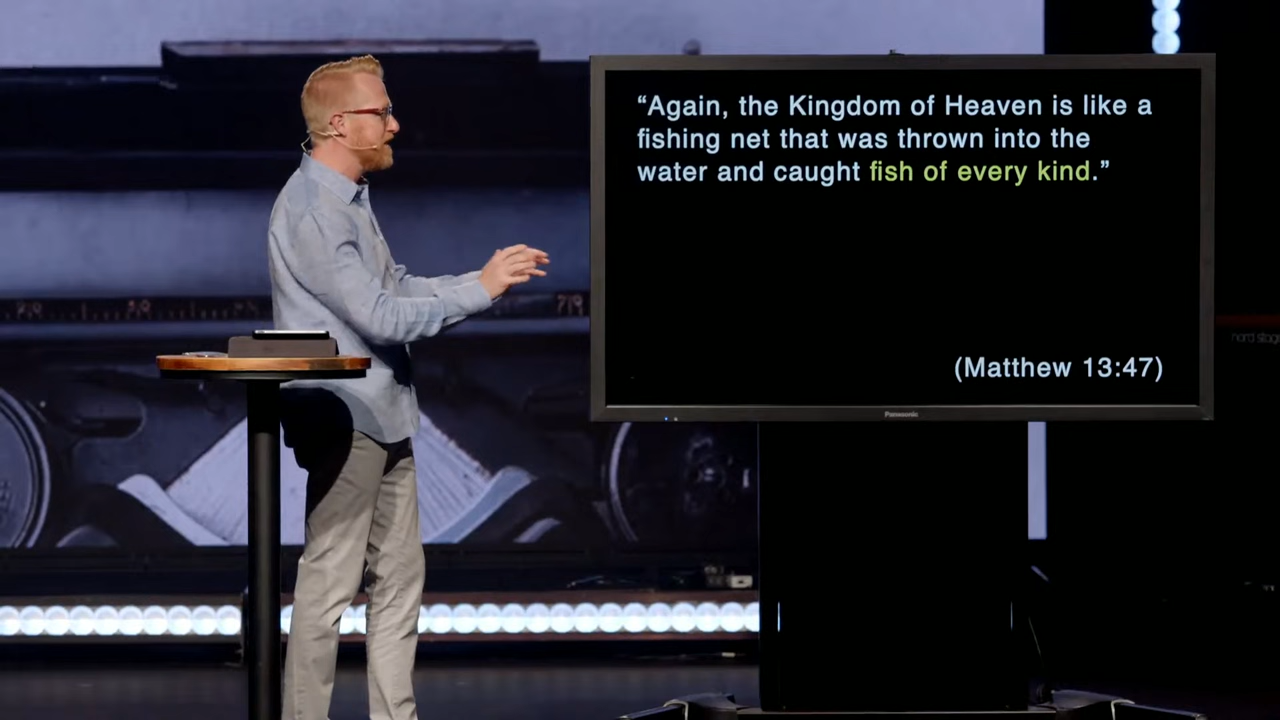 “Again, the Kingdom of Heaven is like a
fishing net that was thrown into the
water and caught fish of every kind.”
(Matthew 13:47)
Panasonic